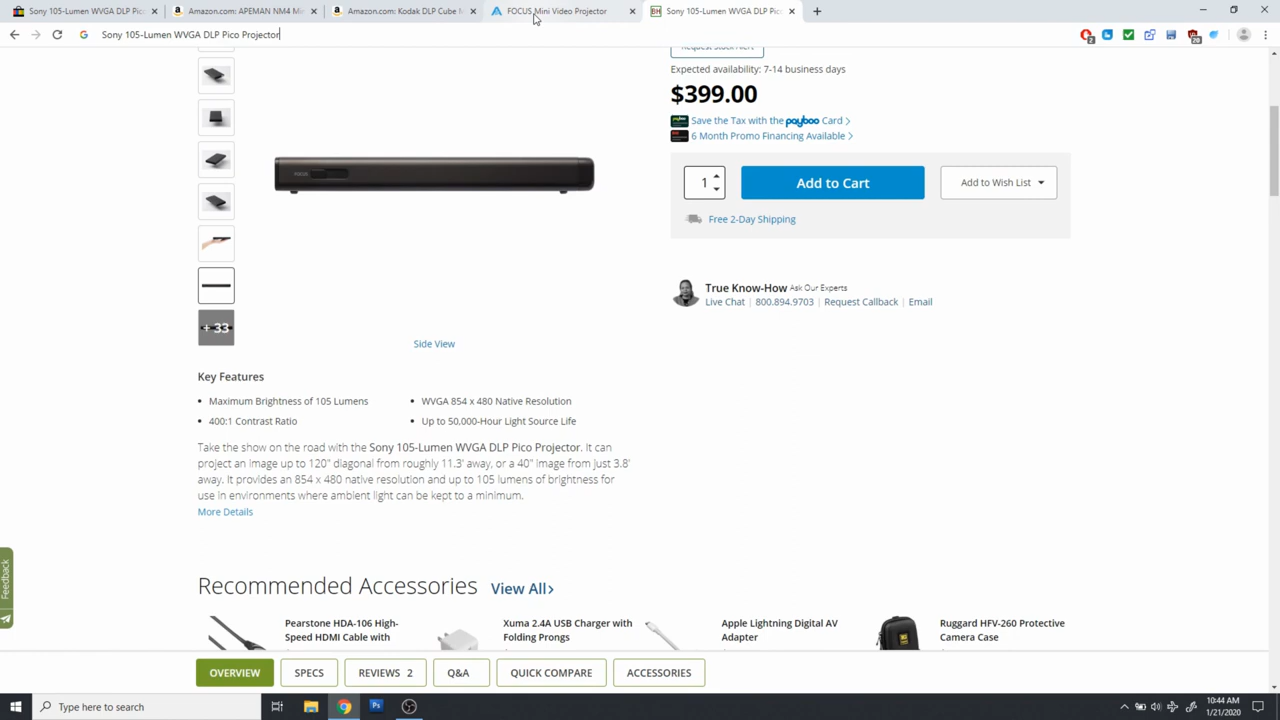 Sony 105-Lumen WVGA DLP Pic
Amazon.com: APEMAN NM4 Mi
Amazon.com: Kodak DLP Cube
FOCUS Mini Video Projector
BH Sony 105-Lumen WVGA DLP Pic
Sony 105-Lumen WVGA DLP Pico Projector
2
20
Request Stock Alert
Expected availability: 7-14 business days
$399.00
payboo Save the Tax with the payboo Card >
6 Month Promo Financing Available >
1
Add to Cart
Add to Wish List
Free 2-Day Shipping
FOCUS
True Know-How Ask Our Experts
Live Chat | 800.894.9703 | Request Callback | Email
+ 33
Side View
Key Features
• Maximum Brightness of 105 Lumens
• WVGA 854 x 480 Native Resolution
• 400:1 Contrast Ratio
• Up to 50,000-Hour Light Source Life
Take the show on the road with the Sony 105-Lumen WVGA DLP Pico Projector. It can
project an image up to 120" diagonal from roughly 11.3' away, or a 40" image from just 3.8'
away. It provides an 854 x 480 native resolution and up to 105 lumens of brightness for
use in environments where ambient light can be kept to a minimum.
More Details
Feedback
Recommended Accessories View All>
Pearstone HDA-106 High-
Speed HDMI Cable with
Xuma 2.4A USB Charger with
Folding Prongs
Apple Lightning Digital AV
Adapter
Ruggard HFV-260 Protective
Camera Case
OVERVIEW
SPECS
REVIEWS 2
Q&A
QUICK COMPARE
ACCESSORIES
Type here to search
Ps
10:44 AM
1/21/2020